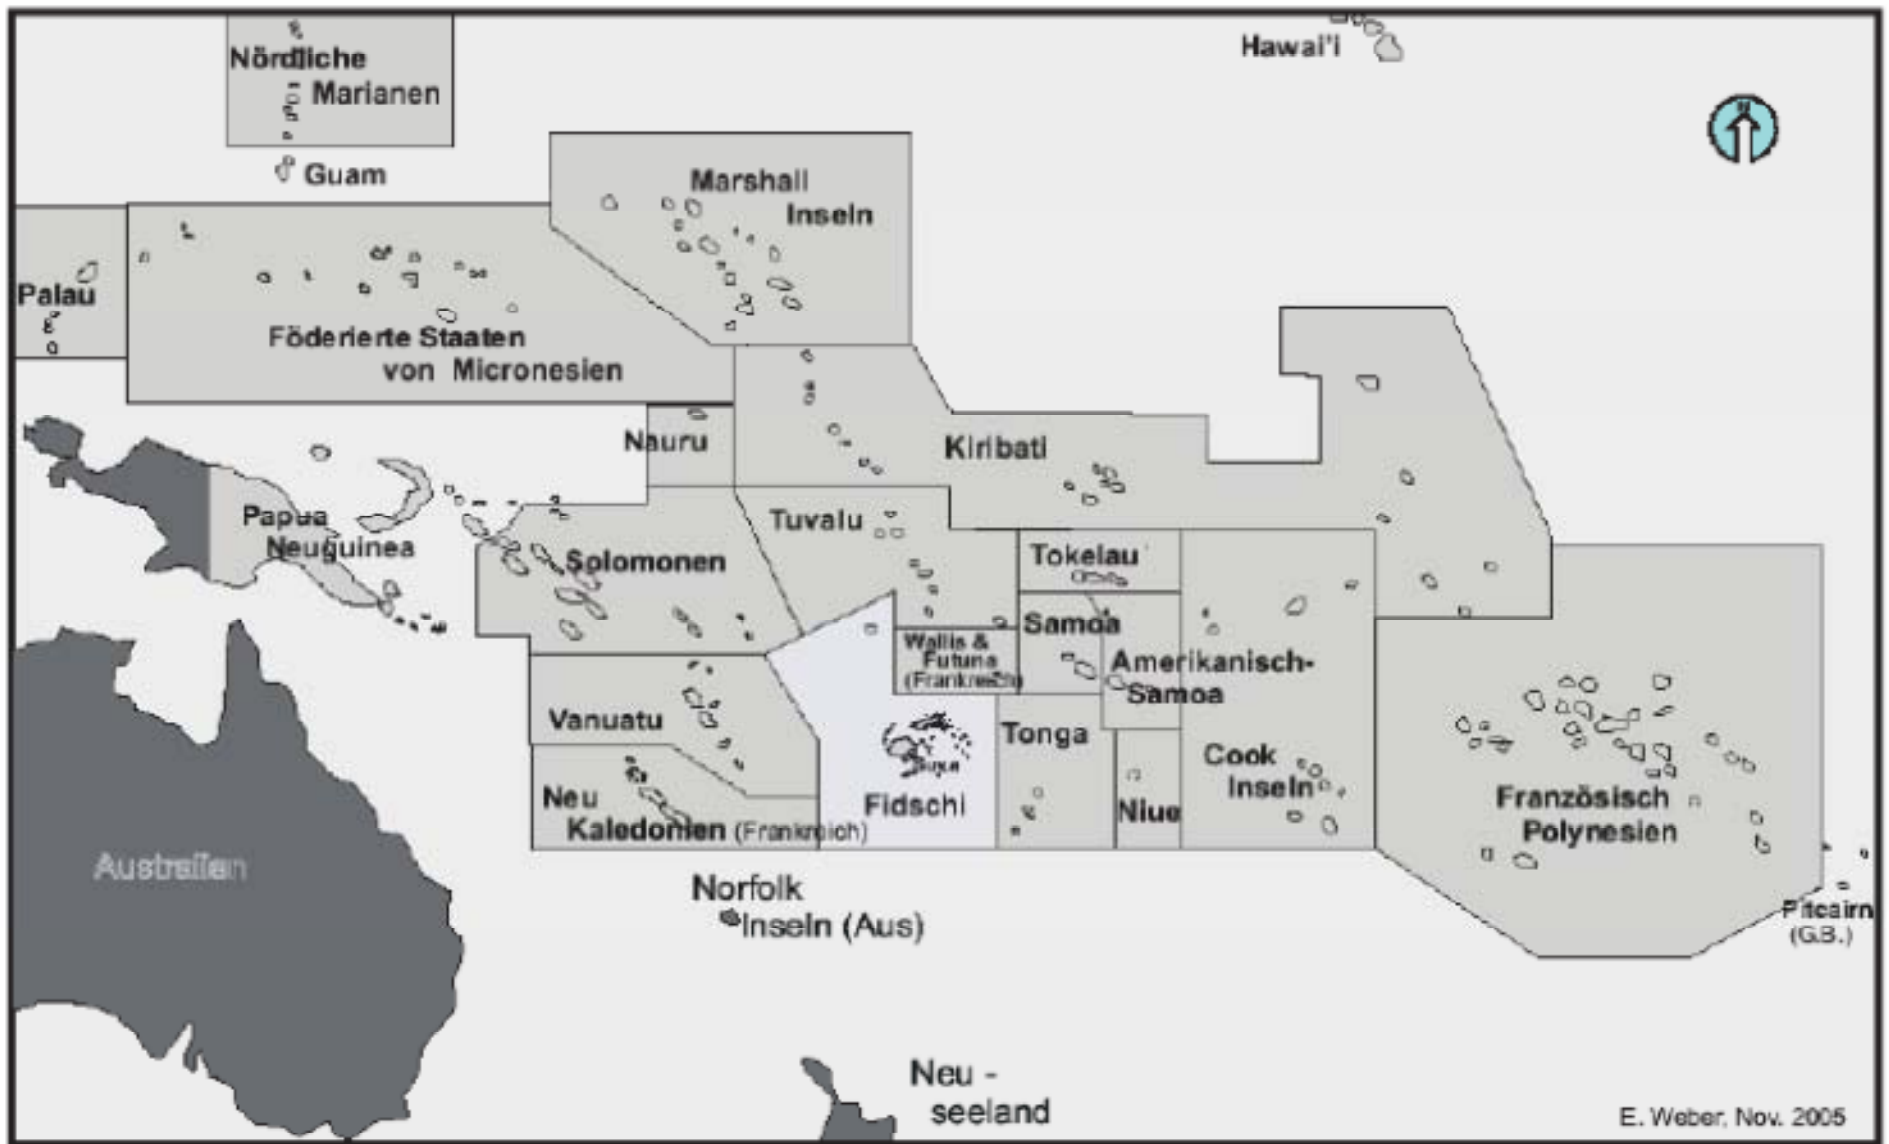 Hawai'i
Nördliche
Marianen
N
Guam
Marshall
Inseln
Palau
Föderierte Staaten
von Micronesien
Nauru
Kiribati
Papua
Neuguinea
Tuvalu
Solomonen
Tokelau
Samoa
Wallis &
Futuna
(Frankreich)
Amerikanisch-
Samoa
Vanuatu
Tonga
Cook
Inseln
Suva
Fidschi
Niue
Neu
Kaledonien (Frankreich)
Französisch
Polynesien
Australien
Norfolk
Inseln (Aus)
Pitcairn
(G.B.)
Neu -
seeland
E. Weber, Nov. 2005